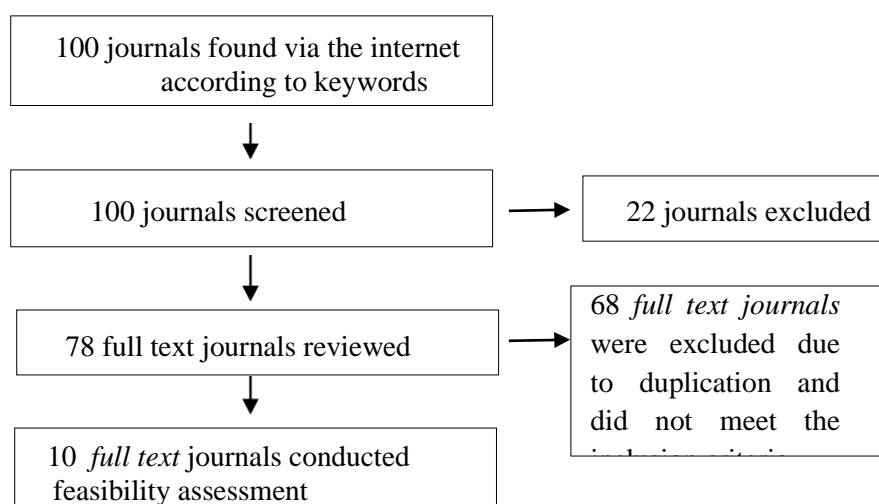 100 journals found via the internet
according to keywords
100 journals screened
22 journals excluded
78 full text journals reviewed
68 full text journals
were excluded due
to duplication and
did not meet the
10 full text journals conducted
feasibility assessment